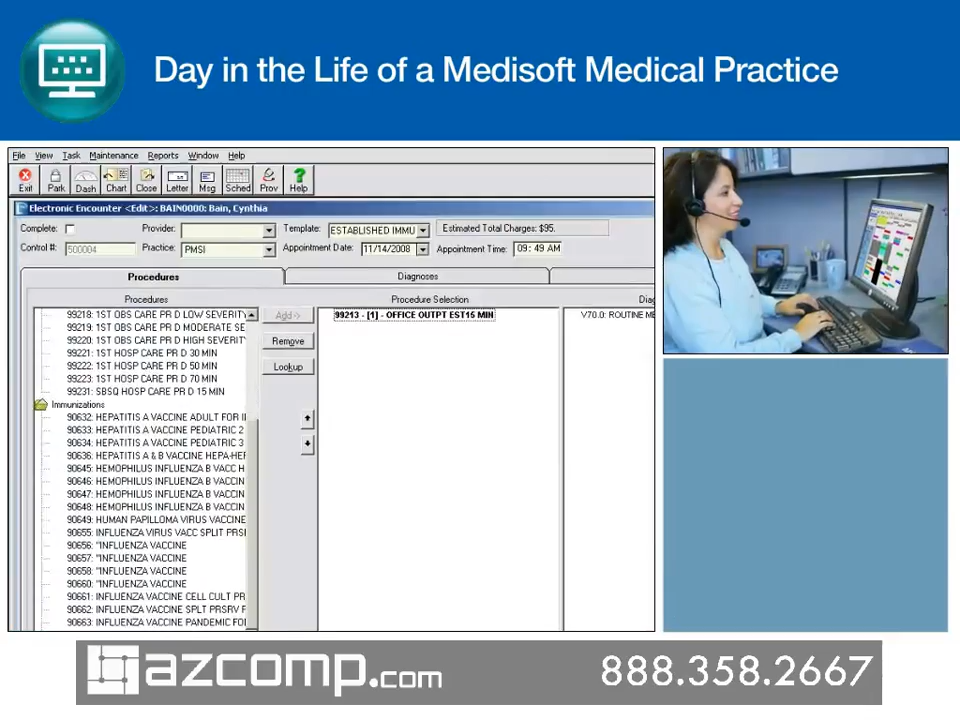 Day in the Life of a Medisoft Medical Practice
File View Task Maintenance Reports Window Help
Exit Park Dash Chart Close Letter Msg Sched Prov Help
Electronic Encounter <Edit>: BAIN0000: Bain, Cynthia
Complete: Provider: Template: ESTABLISHED IMMU Estimated Total Charges: $95.
Control #: 500004 Practice: PMSI Appointment Date: 11/14/2008 Appointment Time: 09: 49 AM
Procedures Diagnoses
Procedures Procedure Selection Diag
99218: 1ST OBS CARE PR D LOW SEVERITY Add-> 99213 - [1] - OFFICE OUTPT EST15 MIN V70.0: ROUTINE ME
99219: 1ST OBS CARE PR D MODERATE SE
99220: 1ST OBS CARE PR D HIGH SEVERIT
Remove
99221: 1ST HOSP CARE PR D 30 MIN
99222: 1ST HOSP CARE PR D 50 MIN
Lookup
99223: 1ST HOSP CARE PR D 70 MIN
99231: SBSQ HOSP CARE PR D 15 MIN
Immunizations
90632: HEPATITIS A VACCINE ADULT FOR I
90633: HEPATITIS A VACCINE PEDIATRIC 2
90634: HEPATITIS A VACCINE PEDIATRIC 3
90636: HEPATITIS A & B VACCINE HEPA-HEP
90645: HEMOPHILUS INFLUENZA B VACC H
90646: HEMOPHILUS INFLUENZA B VACCIN
90647: HEMOPHILUS INFLUENZA B VACCIN
90648: HEMOPHILUS INFLUENZA B VACCIN
90649: HUMAN PAPILLOMA VIRUS VACCINE
90655: INFLUENZA VIRUS VACC SPLIT PRSF
90656: "INFLUENZA VACCINE
90657: "INFLUENZA VACCINE
90658: "INFLUENZA VACCINE
90660: "INFLUENZA VACCINE
90661: INFLUENZA VACCINE CELL CULT PR
90662: INFLUENZA VACCINE SPLT PRSRV F
90663: INFLUENZA VACCINE PANDEMIC FO
azcomp.com 888.358.2667